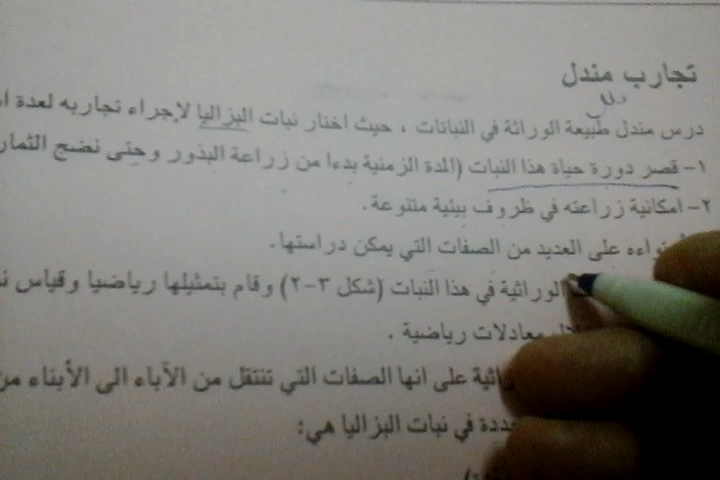 تجارب مندل
درس مندل طبيعة الوراثة في النباتات ، حيث اختار نبات البزاليا لإجراء تجاربه لعدة
١- قصر دورة حياة هذا النبات (المدة الزمنية بدءا من زراعة البذور وحتى نضج الثمار
٢- امكانية زراعته في ظروف بيئية متنوعة.
على العديد من الصفات التي يمكن دراستها.
الوراثية في هذا النبات (شكل ٣-٢) وقام بتمثيلها رياضيا وقياس
معادلات رياضية .
على انها الصفات التي تنتقل من الآباء الى الأبناء
في نبات البزاليا هي: